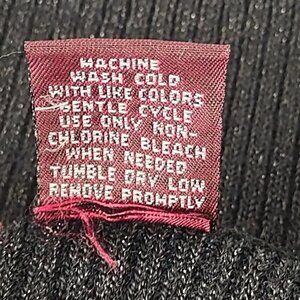 MACHINE
WASH COLD
WITH LIKE COLORS
GENTLE CYCLE
USE ONLY NON-
CHLORINE BLEACH
WHEN NEEDED
TUMBLE DRY LOW
REMOVE PROMPTLY